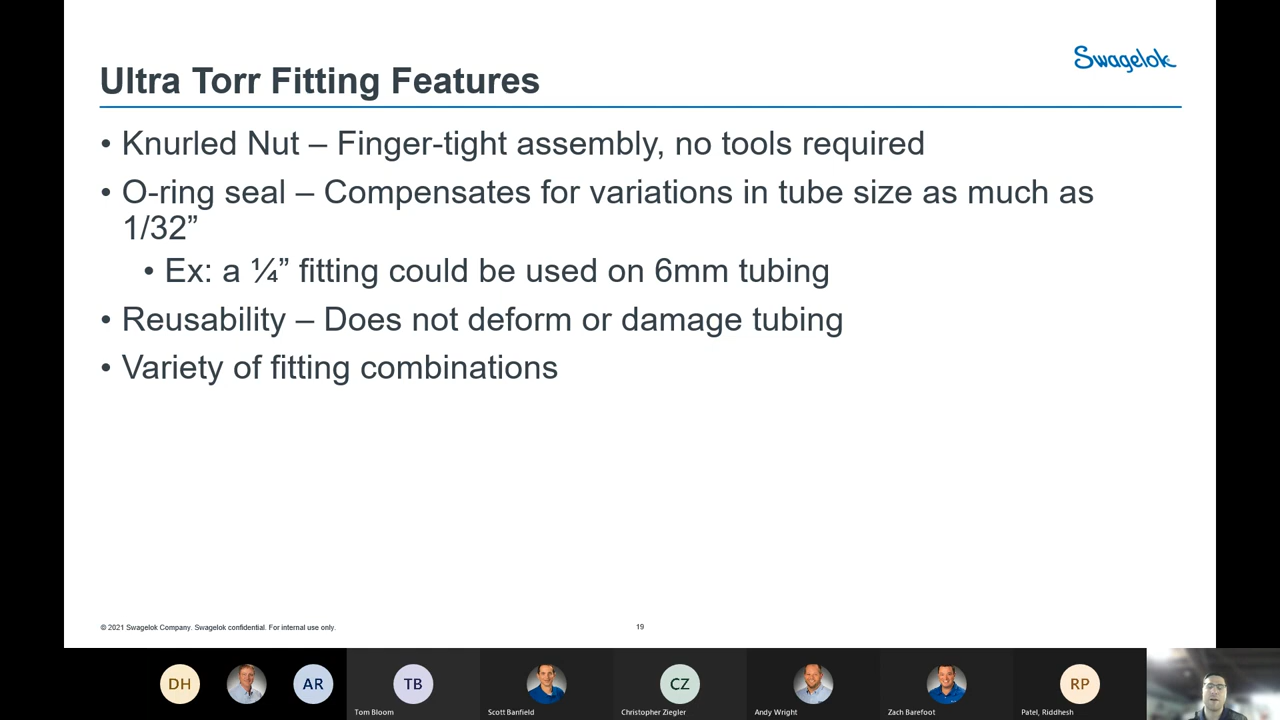 Swagelok
Ultra Torr Fitting Features
• Knurled Nut – Finger-tight assembly, no tools required
• O-ring seal – Compensates for variations in tube size as much as
1/32”
• Ex: a ¼” fitting could be used on 6mm tubing
• Reusability – Does not deform or damage tubing
• Variety of fitting combinations
© 2021 Swagelok Company. Swagelok confidential. For internal use only.
19
DH
AR
TB
CZ
RP
Tom Bloom
Scott Banfield
Christopher Ziegler
Andy Wright
Zach Barefoot
Patel, Riddhesh